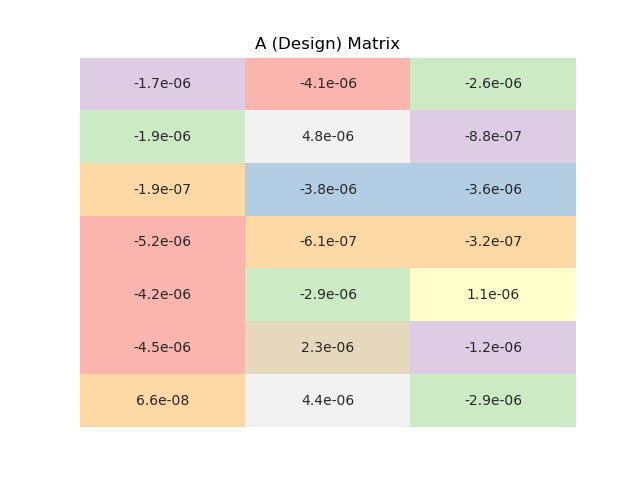 A (Design) Matrix
-1.7e-06 -4.1e-06 -2.6e-06
-1.9e-06 4.8e-06 -8.8e-07
-1.9e-07 -3.8e-06 -3.6e-06
-5.2e-06 -6.1e-07 -3.2e-07
-4.2e-06 -2.9e-06 1.1e-06
-4.5e-06 2.3e-06 -1.2e-06
6.6e-08 4.4e-06 -2.9e-06